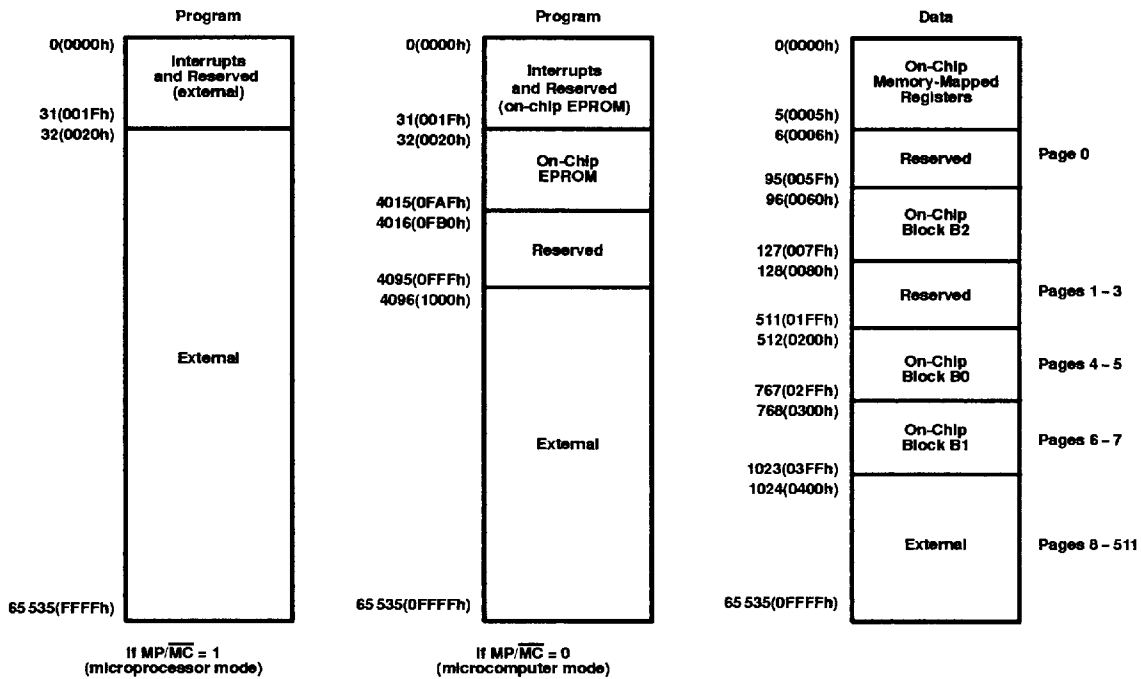 Program
0(0000h)
Interrupts
and Reserved
(external)
31(001Fh)
32(0020h)
External
65 535(FFFFh)
If MP/M̅C̅ = 1
(microprocessor mode)
Program
0(0000h)
Interrupts
and Reserved
(on-chip EPROM)
31(001Fh)
32(0020h)
On-Chip
EPROM
4015(0FAFh)
4016(0FB0h)
Reserved
4095(0FFFh)
4096(1000h)
External
65 535(0FFFFh)
If MP/M̅C̅ = 0
(microcomputer mode)
Data
0(0000h)
On-Chip
Memory-Mapped
Registers
5(0005h)
6(0006h)
Reserved
Page 0
95(005Fh)
96(0060h)
On-Chip
Block B2
127(007Fh)
128(0080h)
Reserved
Pages 1 – 3
511(01FFh)
512(0200h)
On-Chip
Block B0
Pages 4 – 5
767(02FFh)
768(0300h)
On-Chip
Block B1
Pages 6 – 7
1023(03FFh)
1024(0400h)
External
Pages 8 – 511
65 535(0FFFFh)